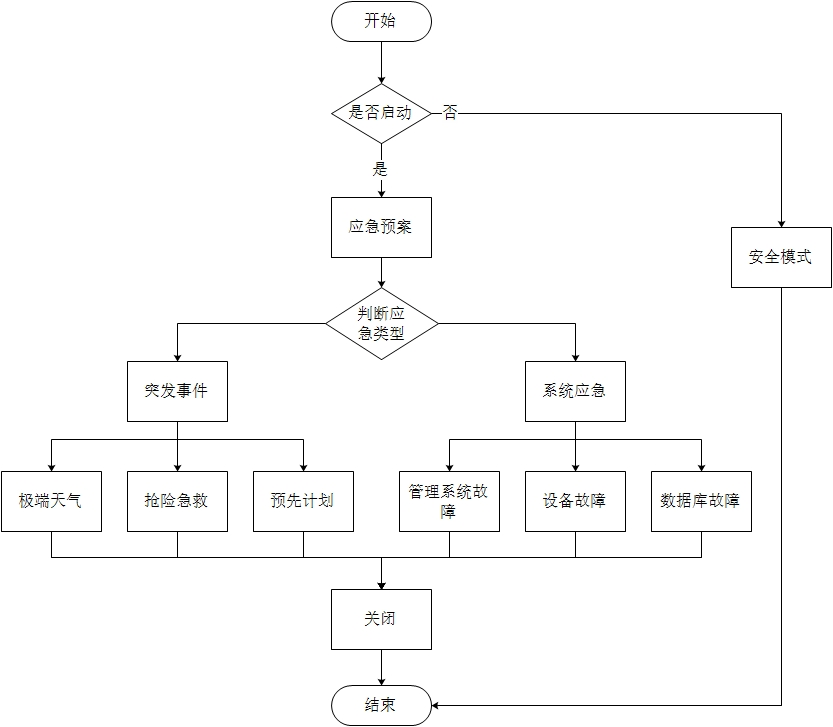 开始
是否启动
否
是
应急预案
安全模式
判断应
急类型
突发事件
系统应急
极端天气
抢险急救
预先计划
管理系统故
障
设备故障
数据库故障
关闭
结束